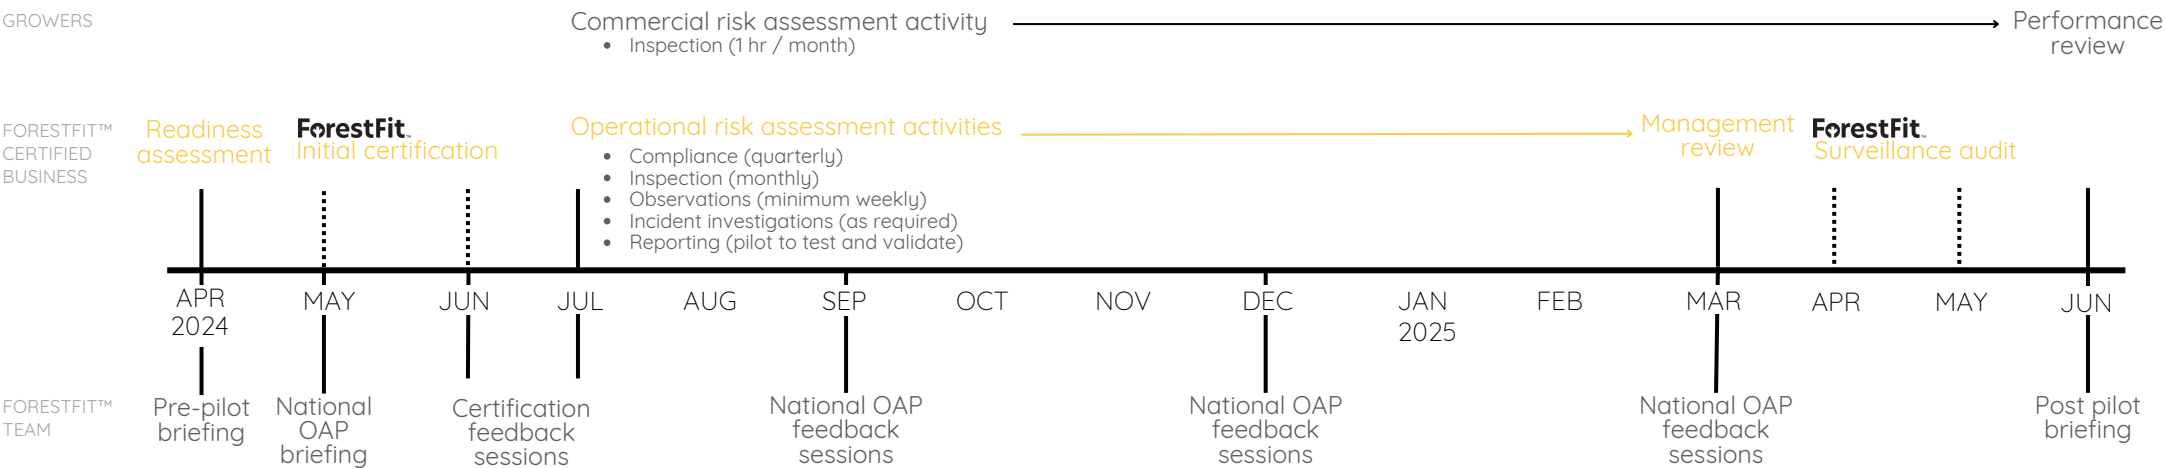 GROWERS
Commercial risk assessment activity
• Inspection (1 hr / month)
Performance
review
FORESTFIT™
CERTIFIED
BUSINESS
Readiness
assessment
ForestFit™
Initial certification
Operational risk assessment activities
• Compliance (quarterly)
• Inspection (monthly)
• Observations (minimum weekly)
• Incident investigations (as required)
• Reporting (pilot to test and validate)
Management
review
ForestFit™
Surveillance audit
APR
2024
MAY
JUN
JUL
AUG
SEP
OCT
NOV
DEC
JAN
2025
FEB
MAR
APR
MAY
JUN
FORESTFIT™
TEAM
Pre-pilot
briefing
National
OAP
briefing
Certification
feedback
sessions
National OAP
feedback
sessions
National OAP
feedback
sessions
National OAP
feedback
sessions
Post pilot
briefing